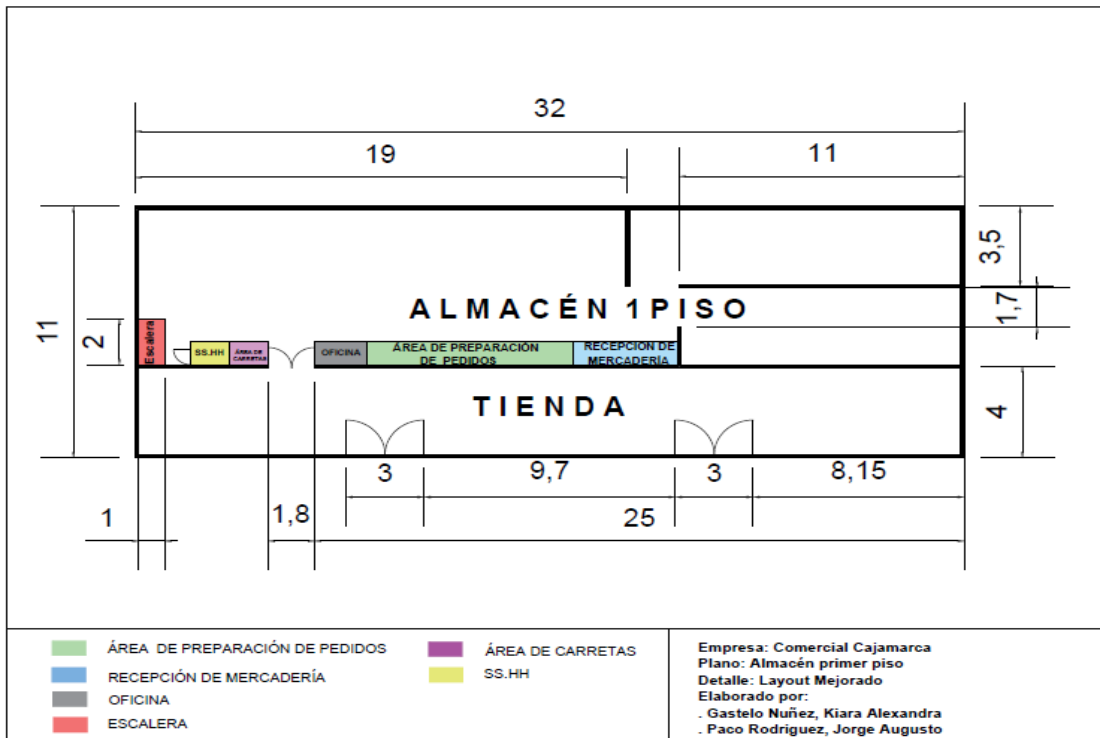 32
19
11
3,5
1,7
11
2
4
ALMACÉN 1 PISO
Escalera
SS.HH
ÁREA DE
CARRETAS
OFICINA
ÁREA DE PREPARACIÓN
DE PEDIDOS
RECEPCIÓN DE
MERCADERÍA
TIENDA
3
9,7
3
8,15
1
1,8
25
ÁREA DE PREPARACIÓN DE PEDIDOS
RECEPCIÓN DE MERCADERÍA
OFICINA
ESCALERA
ÁREA DE CARRETAS
SS.HH
Empresa: Comercial Cajamarca
Plano: Almacén primer piso
Detalle: Layout Mejorado
Elaborado por:
. Gastelo Nuñez, Kiara Alexandra
. Paco Rodriguez, Jorge Augusto